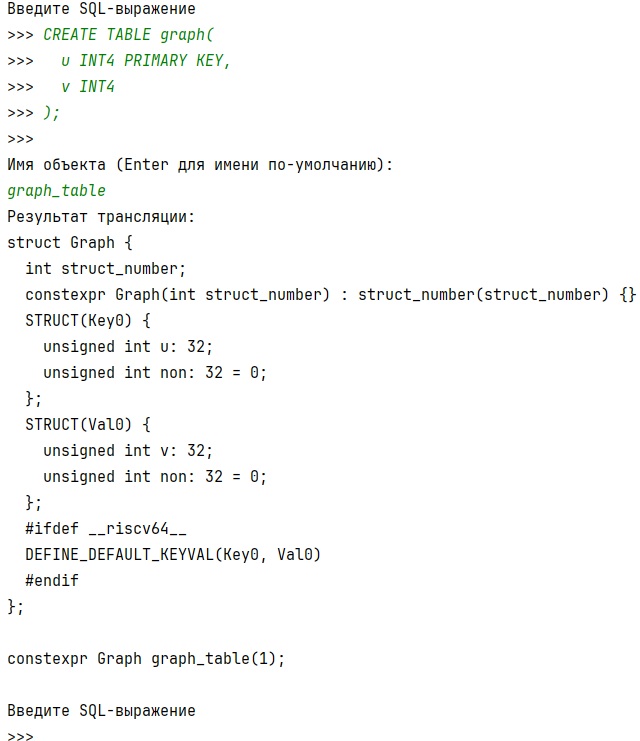 Введите SQL-выражение
>>> CREATE TABLE graph(
>>>   u INT4 PRIMARY KEY,
>>>   v INT4
>>> );
>>>
Имя объекта (Enter для имени по-умолчанию):
graph_table
Результат трансляции:
struct Graph {
  int struct_number;
  constexpr Graph(int struct_number) : struct_number(struct_number) {}
  STRUCT(Key0) {
    unsigned int u: 32;
    unsigned int non: 32 = 0;
  };
  STRUCT(Val0) {
    unsigned int v: 32;
    unsigned int non: 32 = 0;
  };
  #ifdef __riscv64__
  DEFINE_DEFAULT_KEYVAL(Key0, Val0)
  #endif
};

constexpr Graph graph_table(1);

Введите SQL-выражение
>>>